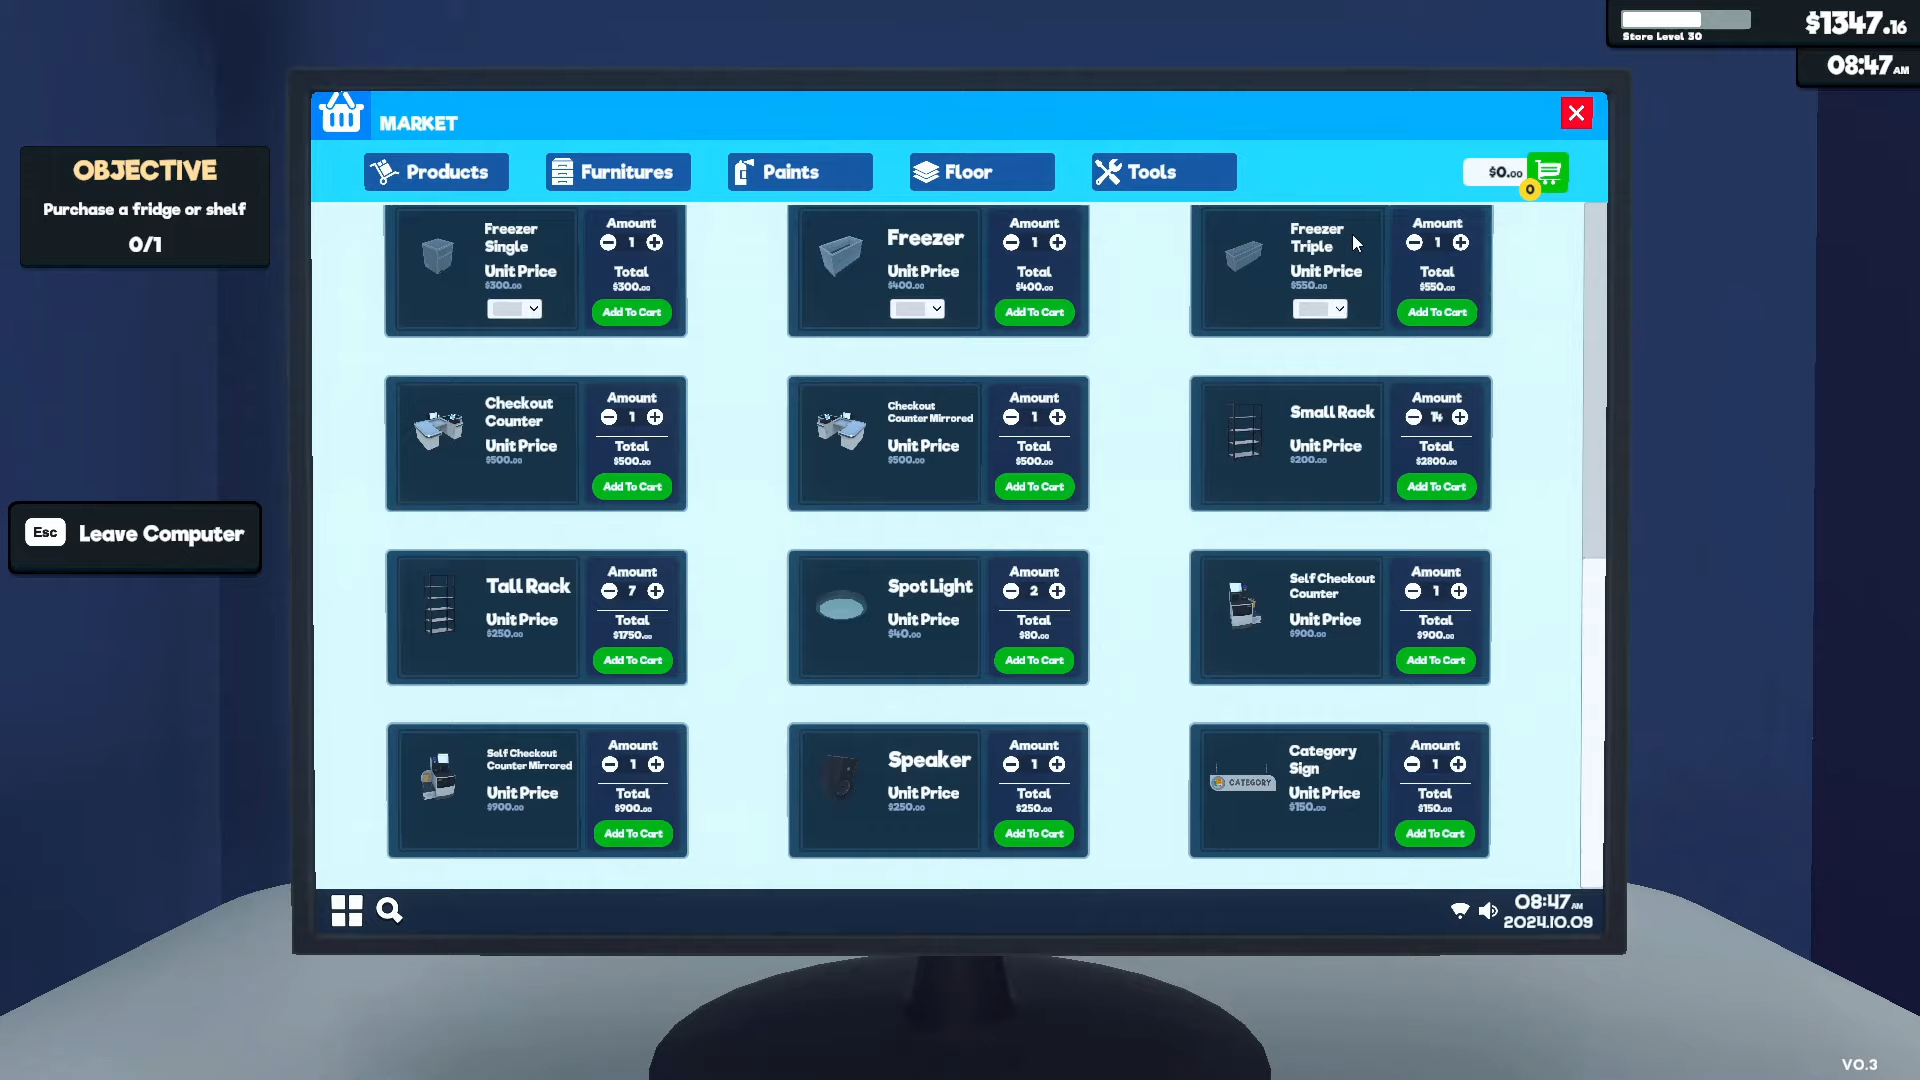 $1347.16
Store Level 30
08:47AM
MARKET
OBJECTIVE
Purchase a fridge or shelf
0/1
Products
Furnitures
Paints
Floor
Tools
$0.00
0
Freezer
Single
Unit Price
$300.00
Amount
1
Total
$300.00
Add To Cart
Freezer
Unit Price
$400.00
Amount
1
Total
$400.00
Add To Cart
Freezer
Triple
Unit Price
$550.00
Amount
1
Total
$550.00
Add To Cart
Checkout
Counter
Unit Price
$500.00
Amount
1
Total
$500.00
Add To Cart
Checkout
Counter Mirrored
Unit Price
$500.00
Amount
1
Total
$500.00
Add To Cart
Small Rack
Unit Price
$200.00
Amount
14
Total
$2800.00
Add To Cart
Esc
Leave Computer
Tall Rack
Unit Price
$250.00
Amount
7
Total
$1750.00
Add To Cart
Spot Light
Unit Price
$40.00
Amount
2
Total
$80.00
Add To Cart
Self Checkout
Counter
Unit Price
$900.00
Amount
1
Total
$900.00
Add To Cart
Self Checkout
Counter Mirrored
Unit Price
$900.00
Amount
1
Total
$900.00
Add To Cart
Speaker
Unit Price
$250.00
Amount
1
Total
$250.00
Add To Cart
CATEGORY
Category
Sign
Unit Price
$150.00
Amount
1
Total
$150.00
Add To Cart
08:47AM
2024.10.09
V0.3